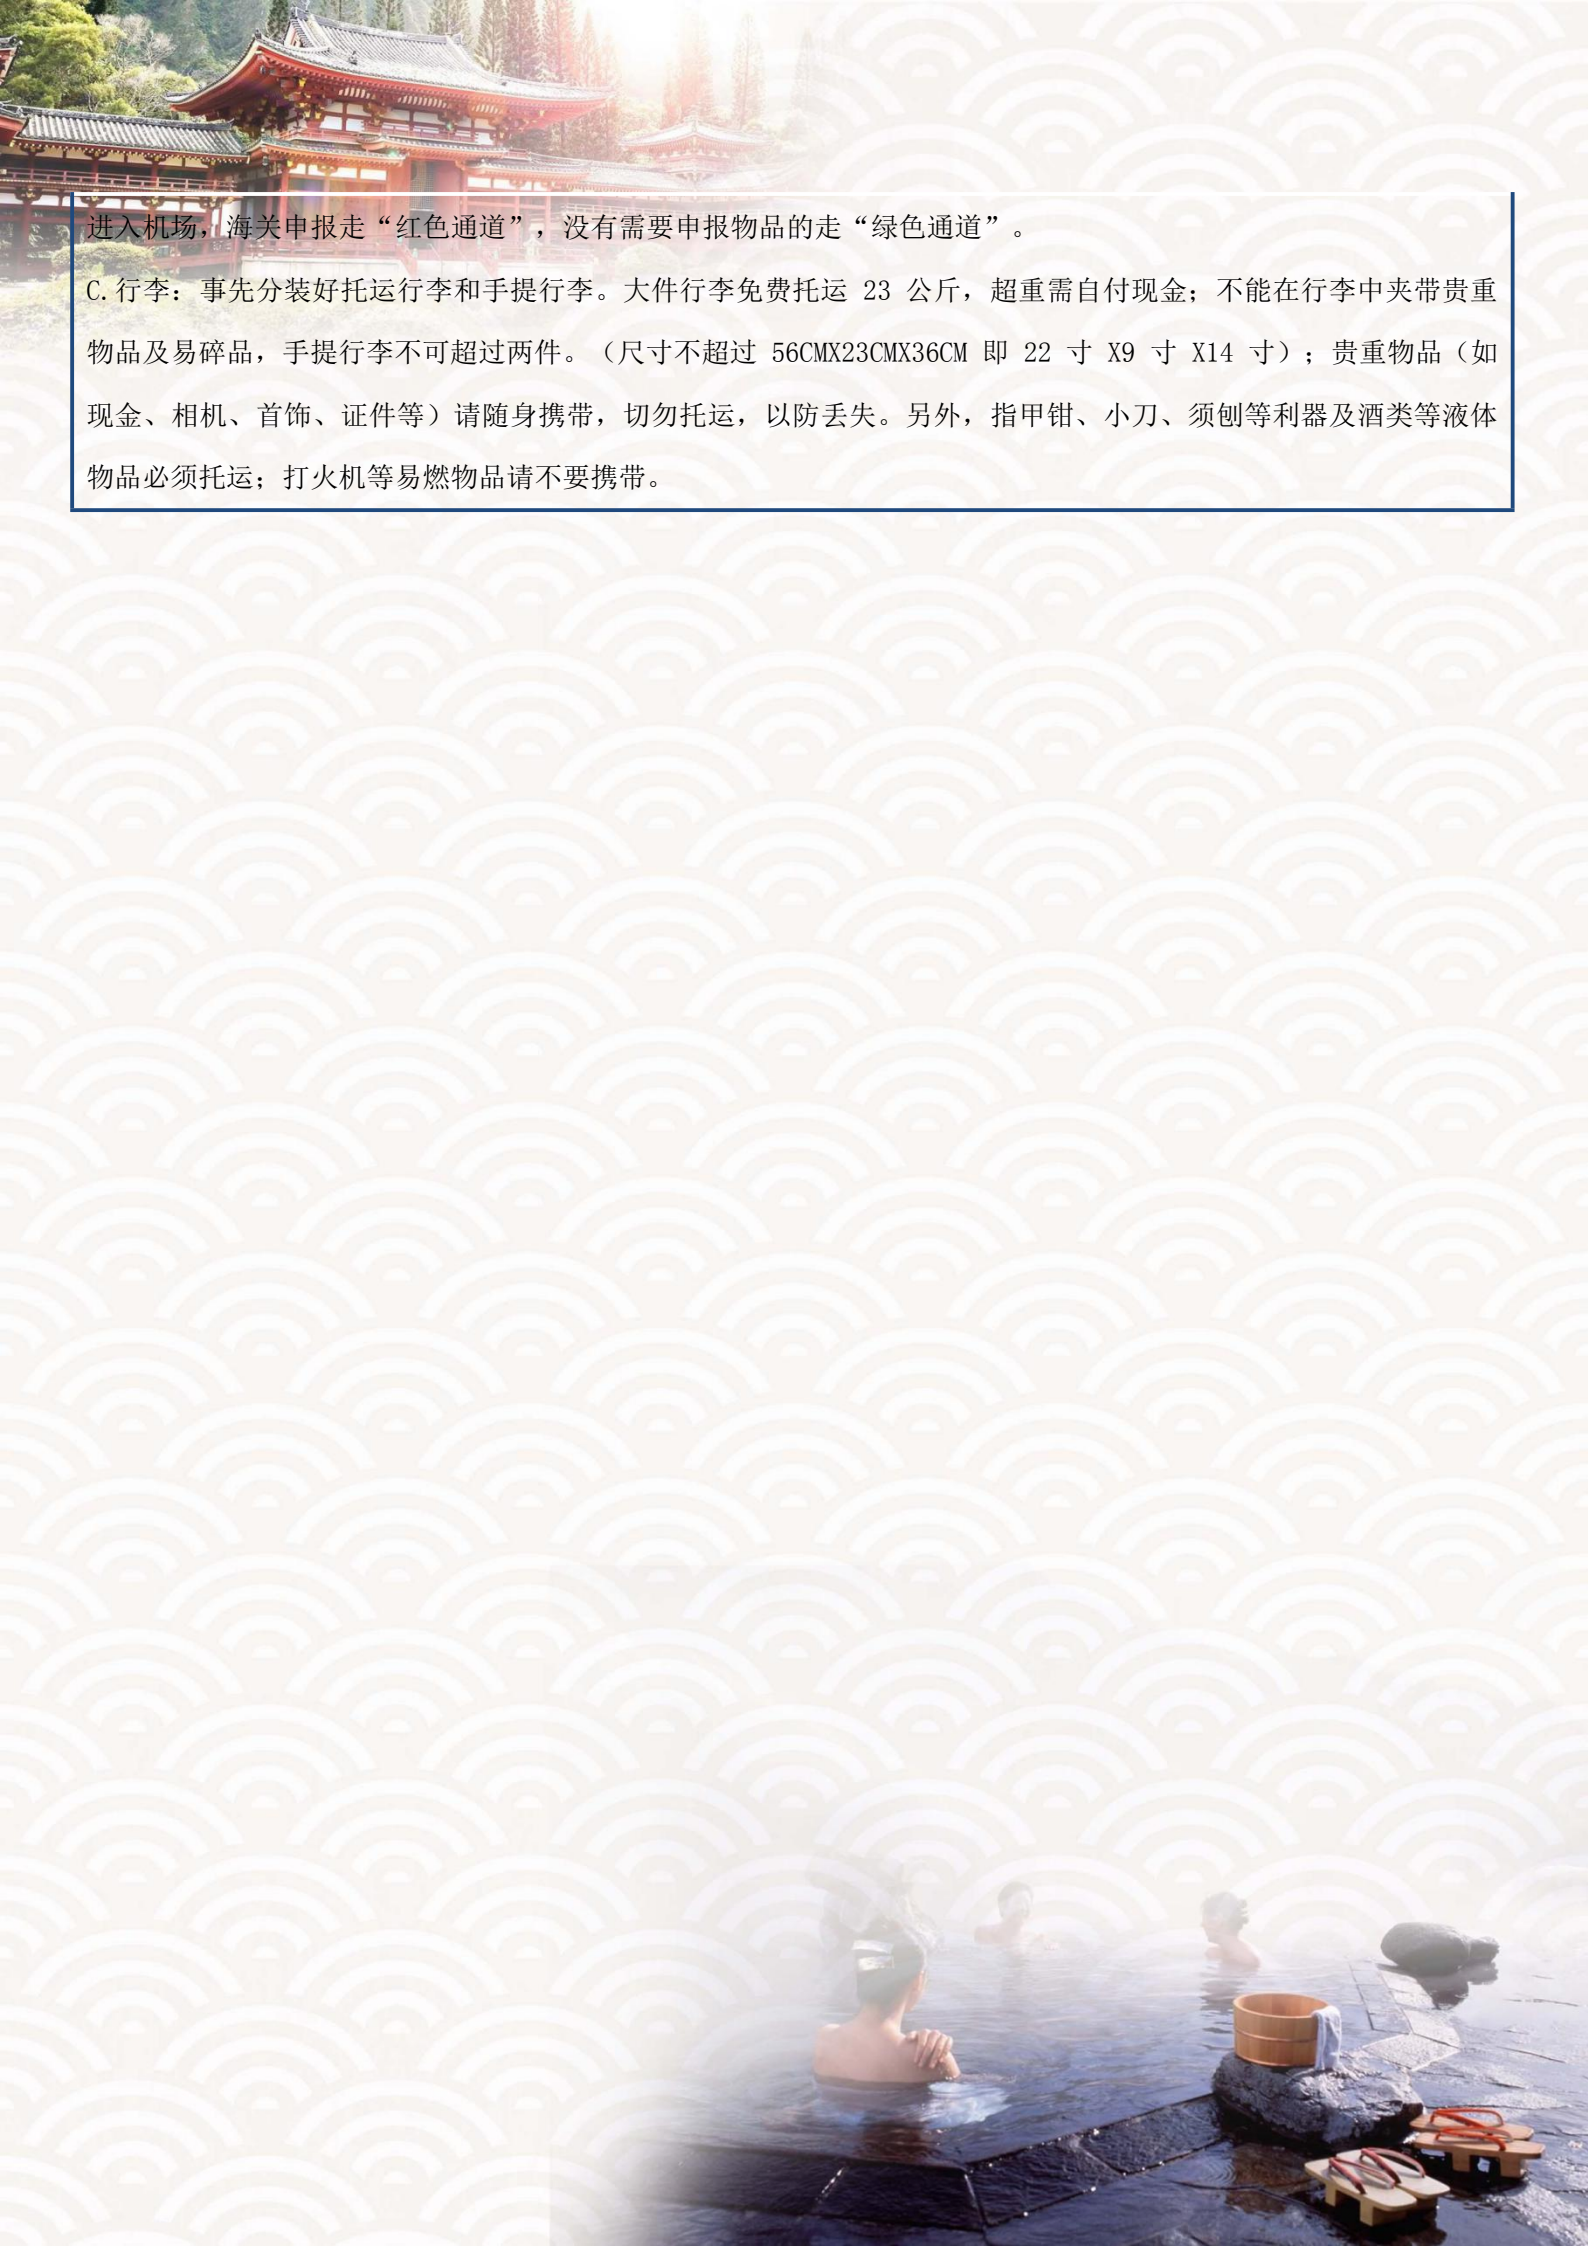 进入机场，海关申报走“红色通道”，没有需要申报物品的走“绿色通道”。
C.行李：事先分装好托运行李和手提行李。大件行李免费托运 23 公斤，超重需自付现金；不能在行李中夹带贵重
物品及易碎品，手提行李不可超过两件。（尺寸不超过 56CMX23CMX36CM 即 22 寸 X9 寸 X14 寸）；贵重物品（如
现金、相机、首饰、证件等）请随身携带，切勿托运，以防丢失。另外，指甲钳、小刀、须刨等利器及酒类等液体
物品必须托运；打火机等易燃物品请不要携带。